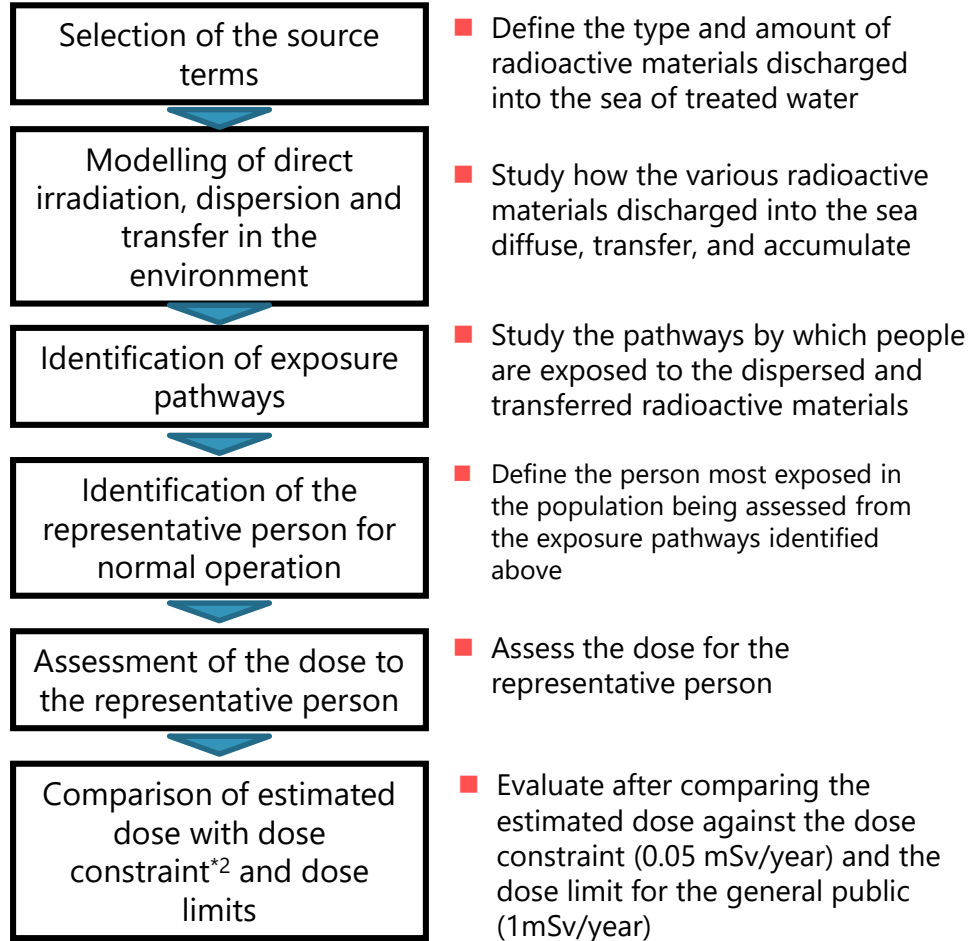 Selection of the source
terms
Define the type and amount of
radioactive materials discharged
into the sea of treated water
Modelling of direct
irradiation, dispersion and
transfer in the
environment
Study how the various radioactive
materials discharged into the sea
diffuse, transfer, and accumulate
Identification of exposure
pathways
Study the pathways by which people
are exposed to the dispersed and
transferred radioactive materials
Identification of the
representative person for
normal operation
Define the person most exposed in
the population being assessed from
the exposure pathways identified
above
Assessment of the dose to
the representative person
Assess the dose for the
representative person
Comparison of estimated
dose with dose
constraint*2 and dose
limits
Evaluate after comparing the
estimated dose against the dose
constraint (0.05 mSv/year) and the
dose limit for the general public
(1mSv/year)